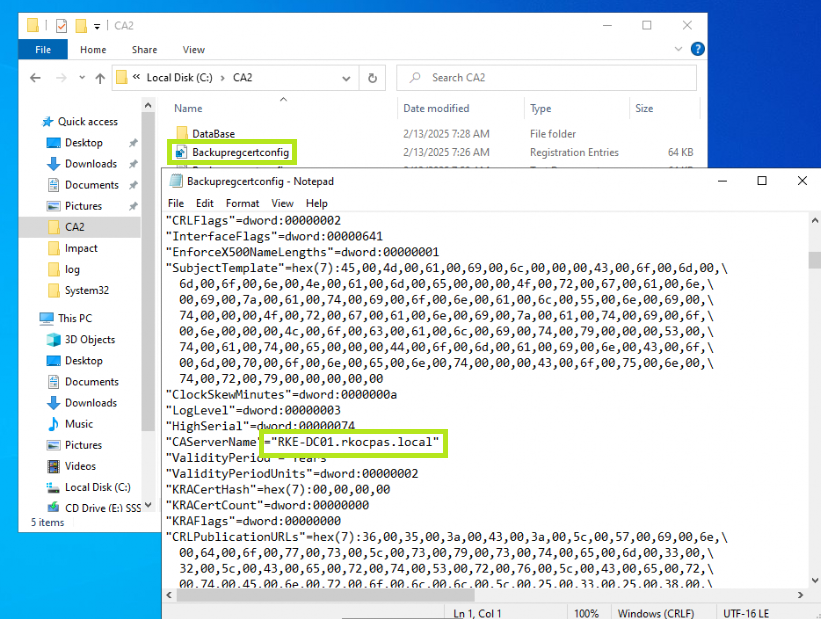 CA2
File Home Share View
« Local Disk (C:) › CA2
Search CA2
Name Date modified Type Size
Quick access
Desktop
Downloads
Documents
Pictures
CA2
Impact
log
System32
This PC
3D Objects
Desktop
Documents
Downloads
Music
Pictures
Videos
Local Disk (C:)
CD Drive (E:) SSS
5 items
DataBase 2/13/2025 7:28 AM File folder
Backupregcertconfig 2/13/2025 7:26 AM Registration Entries 64 KB
Backupregcertconfig - Notepad
File Edit Format View Help
"CRLFlags"=dword:00000002
"InterfaceFlags"=dword:00000641
"EnforceX500NameLengths"=dword:00000001
"SubjectTemplate"=hex(7):45,00,4d,00,61,00,69,00,6c,00,00,00,43,00,6f,00,6d,00,\
6d,00,6f,00,6e,00,4e,00,61,00,6d,00,65,00,00,00,4f,00,72,00,67,00,61,00,6e,\
00,69,00,7a,00,61,00,74,00,69,00,6f,00,6e,00,61,00,6c,00,55,00,6e,00,69,00,\
74,00,00,00,4f,00,72,00,67,00,61,00,6e,00,69,00,7a,00,61,00,74,00,69,00,6f,\
00,6e,00,00,00,4c,00,6f,00,63,00,61,00,6c,00,69,00,74,00,79,00,00,00,53,00,\
74,00,61,00,74,00,65,00,00,00,44,00,6f,00,6d,00,61,00,69,00,6e,00,43,00,6f,\
00,6d,00,70,00,6f,00,6e,00,65,00,6e,00,74,00,00,00,43,00,6f,00,75,00,6e,00,\
74,00,72,00,79,00,00,00,00,00
"ClockSkewMinutes"=dword:0000000a
"LogLevel"=dword:00000003
"HighSerial"=dword:00000074
"CAServerName"="RKE-DC01.rkocpas.local"
"ValidityPeriod"="Years"
"ValidityPeriodUnits"=dword:00000002
"KRACertHash"=hex(7):00,00,00,00
"KRACertCount"=dword:00000000
"KRAFlags"=dword:00000000
"CRLPublicationURLs"=hex(7):36,00,35,00,3a,00,43,00,3a,00,5c,00,57,00,69,00,6e,\
00,64,00,6f,00,77,00,73,00,5c,00,73,00,79,00,73,00,74,00,65,00,6d,00,33,00,\
32,00,5c,00,43,00,65,00,72,00,74,00,53,00,72,00,76,00,5c,00,43,00,65,00,72,\
00,74,00,45,00,6e,00,72,00,6f,00,6c,00,6c,00,5c,00,25,00,33,00,25,00,38,00,\
Ln 1, Col 1 100% Windows (CRLF) UTF-16 LE